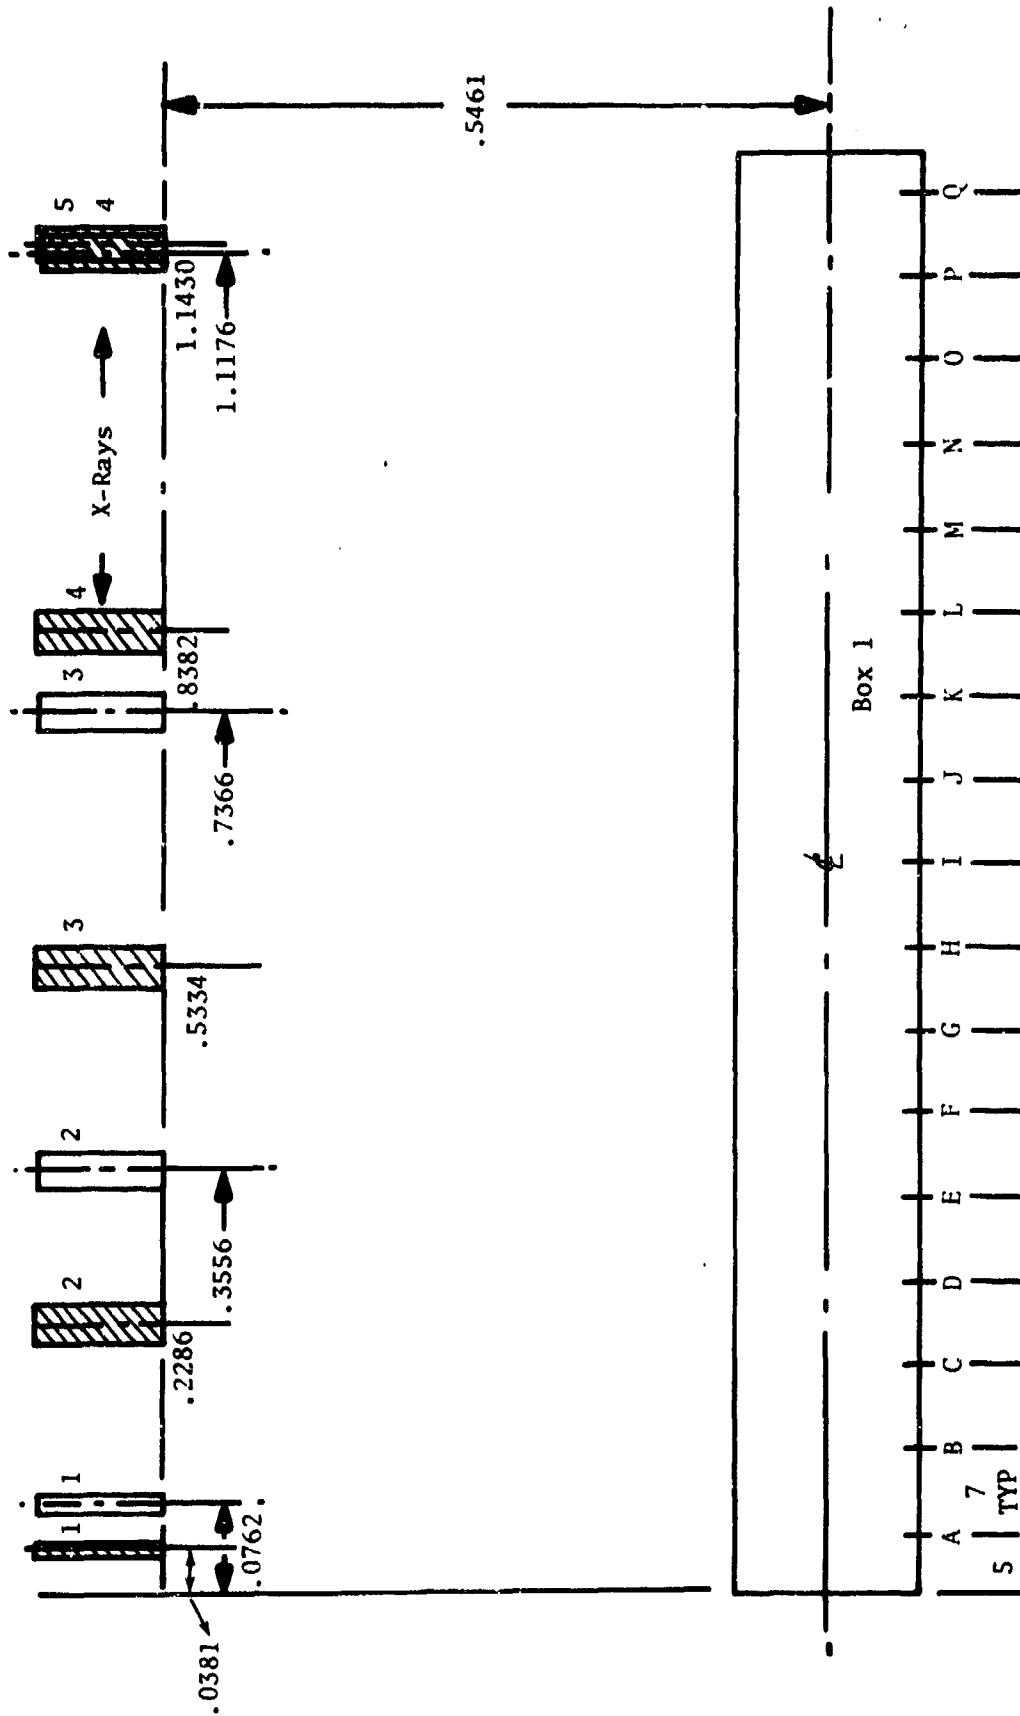 1
1
2
2
3
3
4
X-Rays
5
4
.0381
.0762
.2286
.3556
.5334
.7366
.8382
1.1430
1.1176
.5461
℄
Box 1
A
B
C
D
E
F
G
H
I
J
K
L
M
N
O
P
Q
5
7
TYP